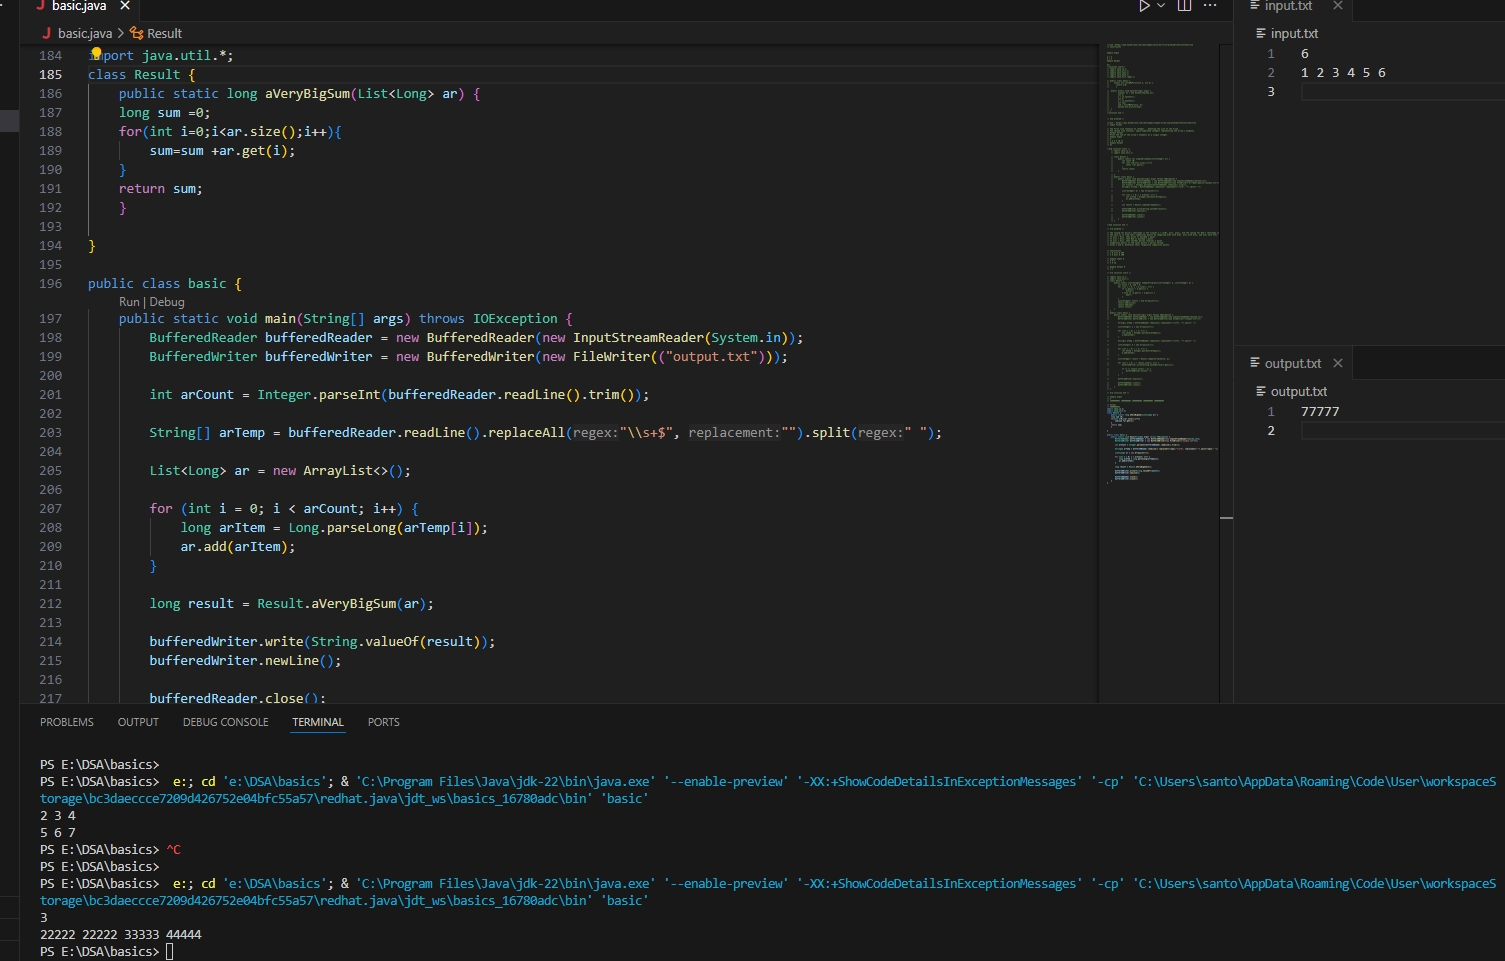 basic.java
basic.java > Result
184 import java.util.*;
185 class Result {
186 public static long aVeryBigSum(List<Long> ar) {
187 long sum =0;
188 for(int i=0;i<ar.size();i++){
189 sum=sum +ar.get(i);
190 }
191 return sum;
192 }
193
194 }
195
196 public class basic {
Run | Debug
197 public static void main(String[] args) throws IOException {
198 BufferedReader bufferedReader = new BufferedReader(new InputStreamReader(System.in));
199 BufferedWriter bufferedWriter = new BufferedWriter(new FileWriter(("output.txt")));
200
201 int arCount = Integer.parseInt(bufferedReader.readLine().trim());
202
203 String[] arTemp = bufferedReader.readLine().replaceAll(regex:"\\s+$", replacement:"").split(regex:" ");
204
205 List<Long> ar = new ArrayList<>();
206
207 for (int i = 0; i < arCount; i++) {
208 long arItem = Long.parseLong(arTemp[i]);
209 ar.add(arItem);
210 }
211
212 long result = Result.aVeryBigSum(ar);
213
214 bufferedWriter.write(String.valueOf(result));
215 bufferedWriter.newLine();
216
217 bufferedReader.close();
input.txt
input.txt
1 6
2 1 2 3 4 5 6
3
output.txt
output.txt
1 77777
2
PROBLEMS OUTPUT DEBUG CONSOLE TERMINAL PORTS
PS E:\DSA\basics>
PS E:\DSA\basics> e:; cd 'e:\DSA\basics'; & 'C:\Program Files\Java\jdk-22\bin\java.exe' '--enable-preview' '-XX:+ShowCodeDetailsInExceptionMessages' '-cp' 'C:\Users\santo\AppData\Roaming\Code\User\workspaceS
torage\bc3daeccce7209d426752e04bfc55a57\redhat.java\jdt_ws\basics_16780adc\bin' 'basic'
2 3 4
5 6 7
PS E:\DSA\basics> ^C
PS E:\DSA\basics>
PS E:\DSA\basics> e:; cd 'e:\DSA\basics'; & 'C:\Program Files\Java\jdk-22\bin\java.exe' '--enable-preview' '-XX:+ShowCodeDetailsInExceptionMessages' '-cp' 'C:\Users\santo\AppData\Roaming\Code\User\workspaceS
torage\bc3daeccce7209d426752e04bfc55a57\redhat.java\jdt_ws\basics_16780adc\bin' 'basic'
3
22222 22222 33333 44444
PS E:\DSA\basics>